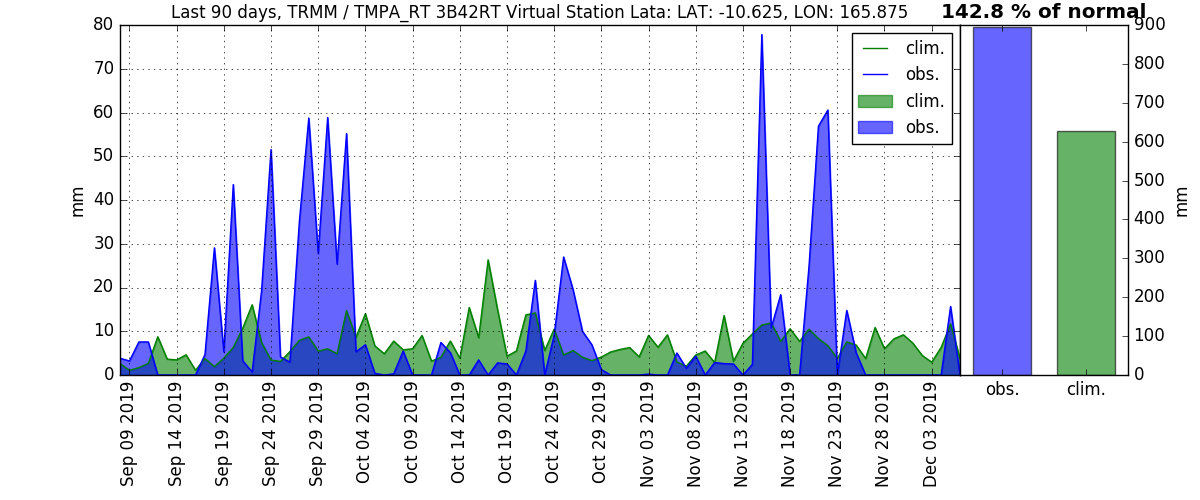 Last 90 days, TRMM / TMPA_RT 3B42RT Virtual Station Lata: LAT: -10.625, LON: 165.875
142.8 % of normal
80
70
60
50
40
30
20
10
0
mm
clim.
obs.
clim.
obs.
Sep 09 2019
Sep 14 2019
Sep 19 2019
Sep 24 2019
Sep 29 2019
Oct 04 2019
Oct 09 2019
Oct 14 2019
Oct 19 2019
Oct 24 2019
Oct 29 2019
Nov 03 2019
Nov 08 2019
Nov 13 2019
Nov 18 2019
Nov 23 2019
Nov 28 2019
Dec 03 2019
obs.
clim.
900
800
700
600
500
400
300
200
100
0
mm